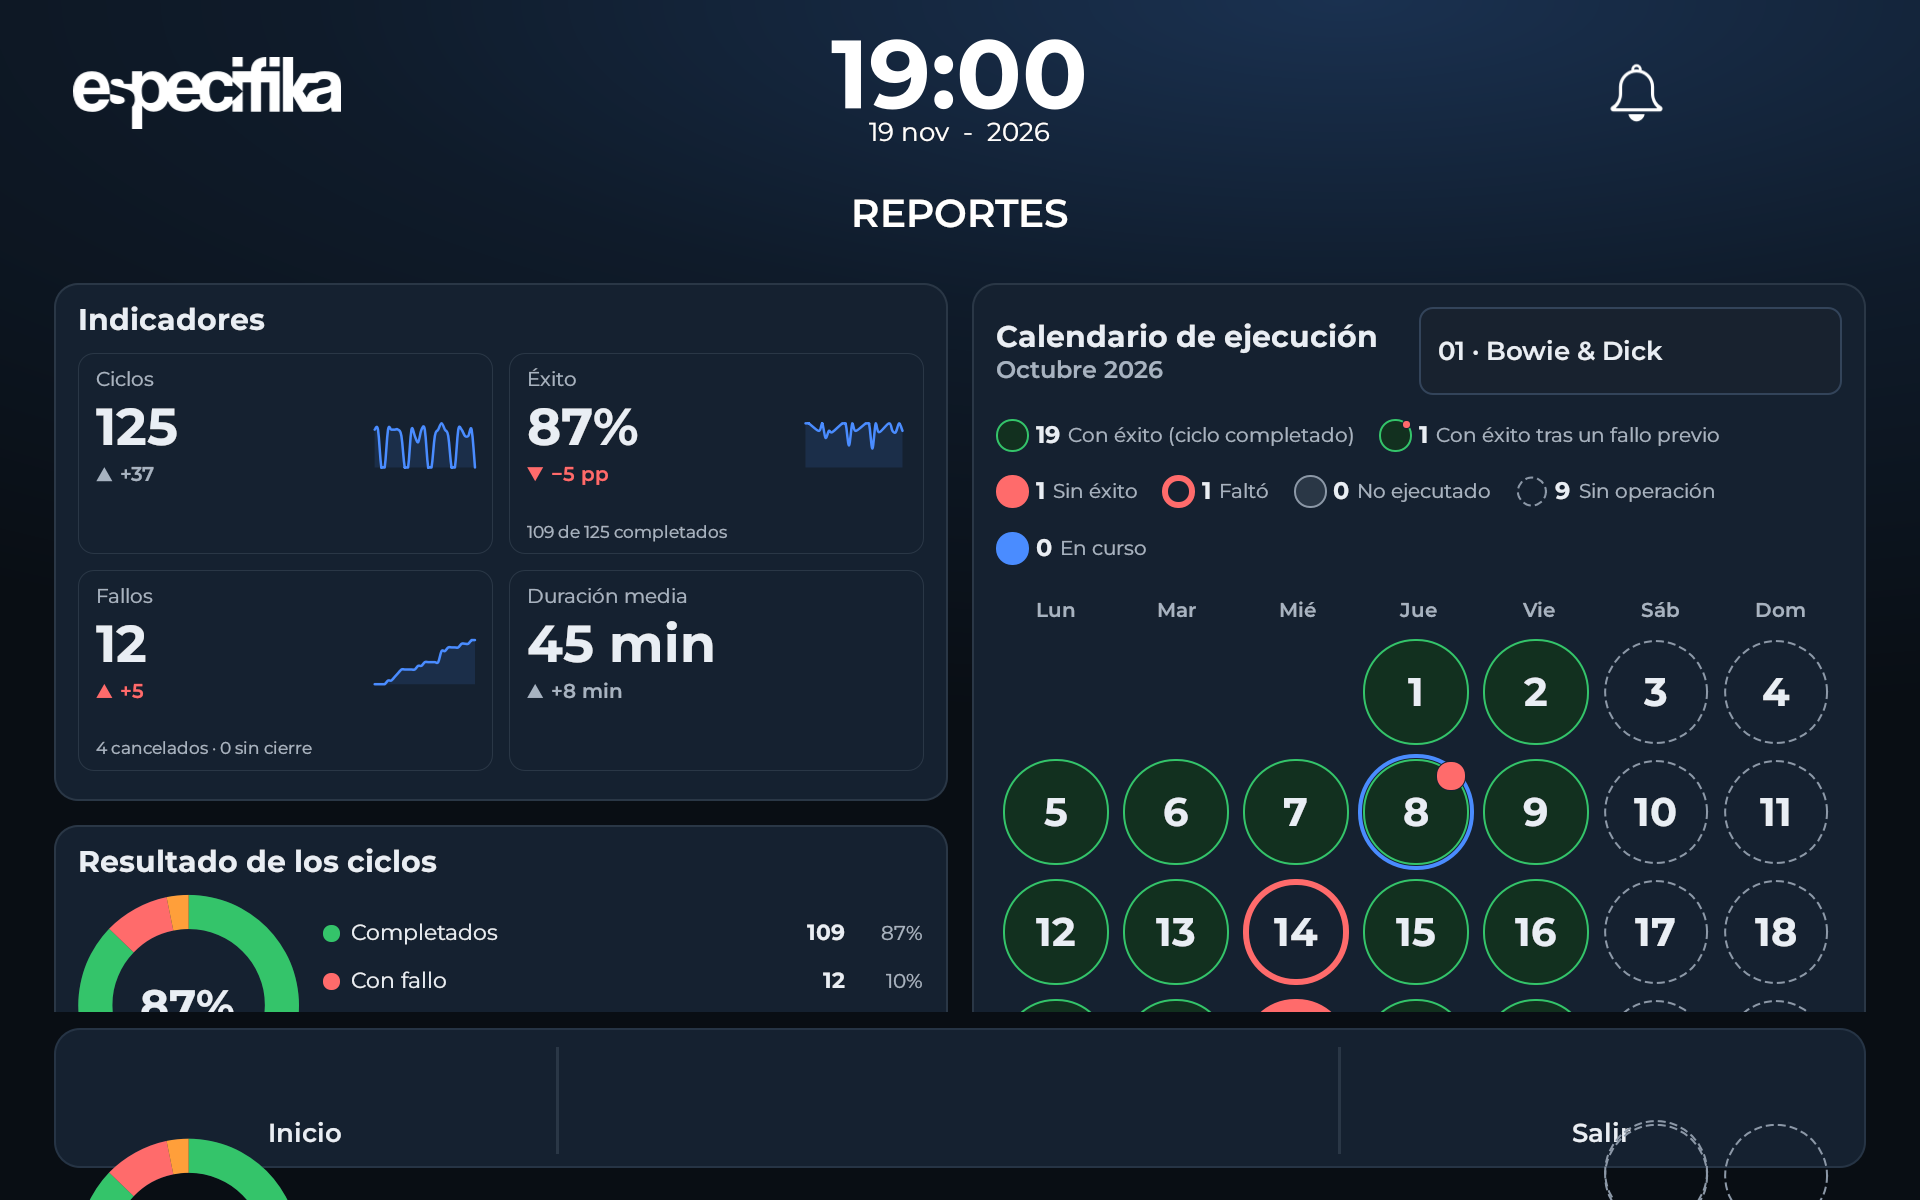 especifika
19:00
19 nov - 2026
REPORTES
Indicadores
Ciclos
125
▲ +37
Éxito
87%
▼ −5 pp
109 de 125 completados
Fallos
12
▲ +5
4 cancelados · 0 sin cierre
Duración media
45 min
▲ +8 min
Resultado de los ciclos
87%
Completados 109 87%
Con fallo 12 10%
Calendario de ejecución
Octubre 2026
01 · Bowie & Dick
19 Con éxito (ciclo completado) 1 Con éxito tras un fallo previo
1 Sin éxito 1 Faltó 0 No ejecutado 9 Sin operación
0 En curso
Lun Mar Mié Jue Vie Sáb Dom
1 2 3 4
5 6 7 8 9 10 11
12 13 14 15 16 17 18
Inicio
Salir